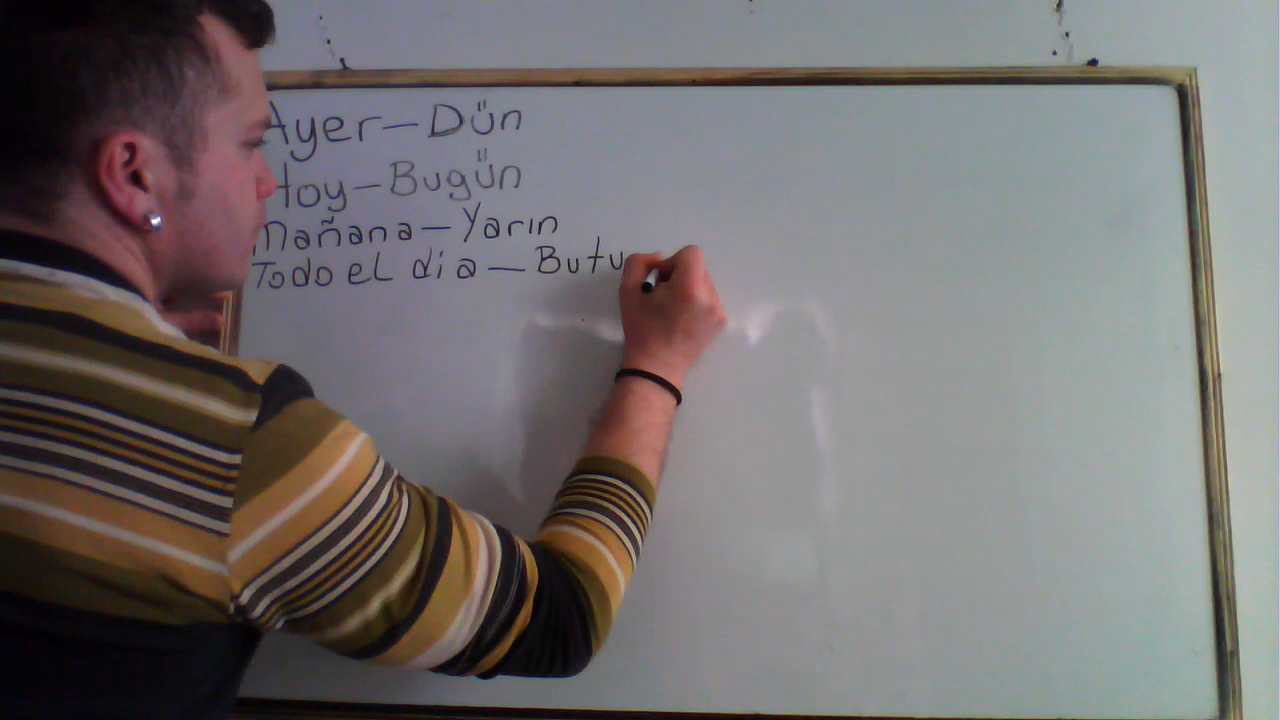 Ayer - Dün
Hoy - Bugün
Mañana - Yarın
Todo el dia - Butu